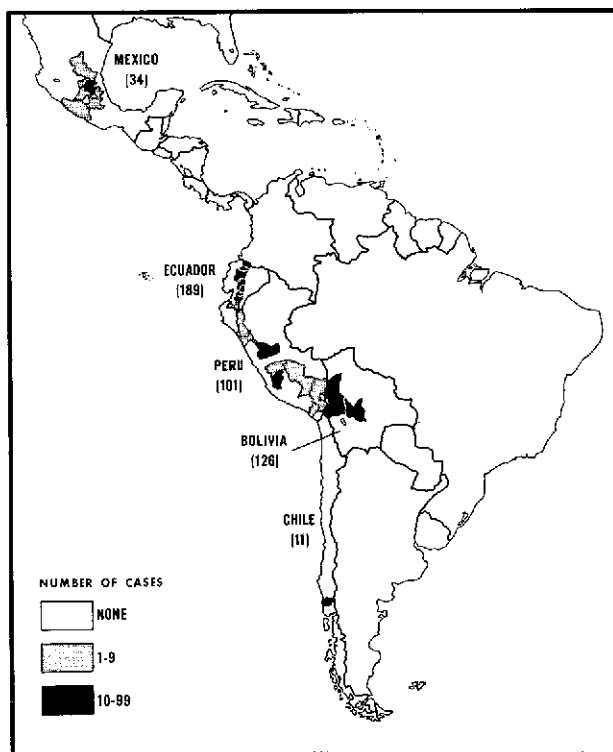 MEXICO
(34)
ECUADOR
(189)
PERU
(101)
BOLIVIA
(126)
CHILE
(11)
NUMBER OF CASES
NONE
1-9
10-99